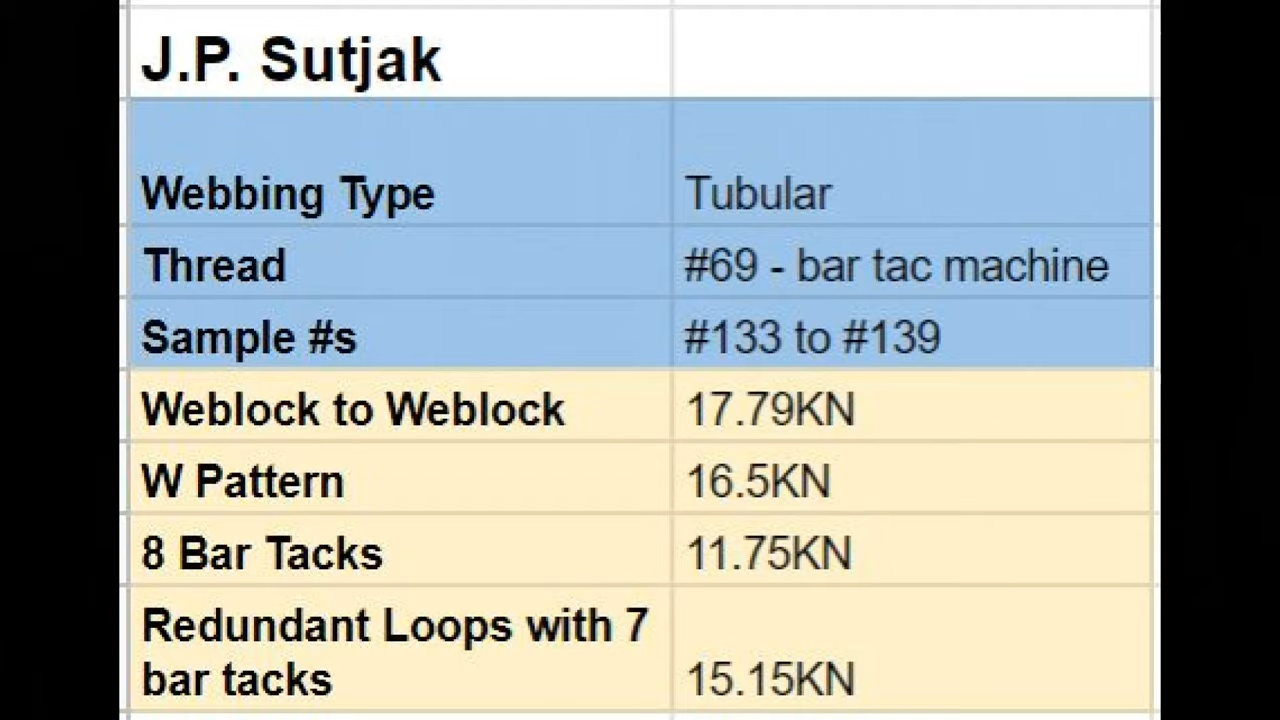 J.P. Sutjak
Webbing Type Tubular
Thread #69 - bar tac machine
Sample #s #133 to #139
Weblock to Weblock 17.79KN
W Pattern 16.5KN
8 Bar Tacks 11.75KN
Redundant Loops with 7
bar tacks 15.15KN